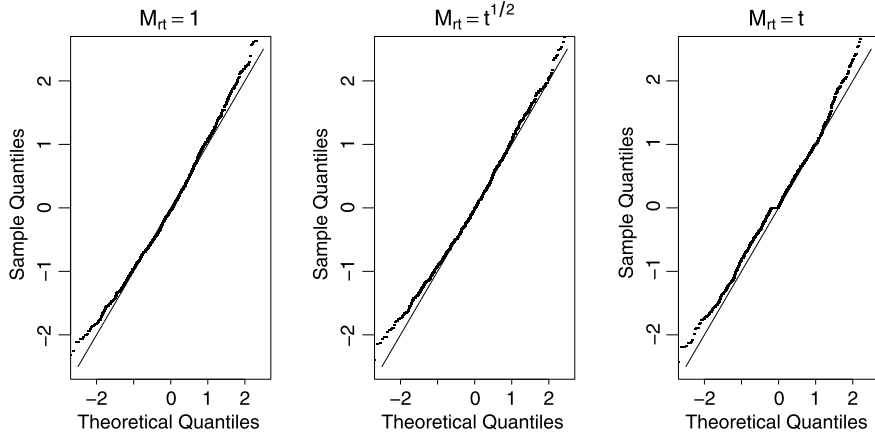 M_rt = 1
Sample Quantiles
2
1
0
−1
−2
−2 0 1 2
Theoretical Quantiles
M_rt = t^1/2
Sample Quantiles
2
1
0
−1
−2
−2 0 1 2
Theoretical Quantiles
M_rt = t
Sample Quantiles
2
1
0
−1
−2
−2 0 1 2
Theoretical Quantiles